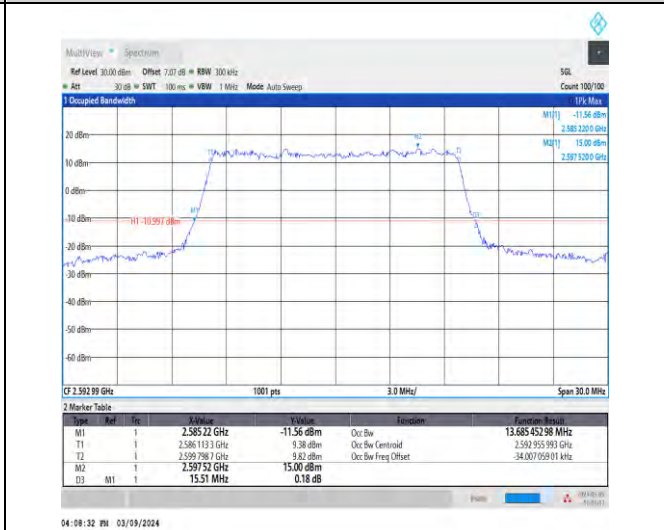 MultiView Spectrum
Ref Level 30.00 dBm Offset 7.07 dB RBW 300 kHz SGL
Att 30 dB SWT 100 ms VBW 1 MHz Mode Auto Sweep Count 100/100
1 Occupied Bandwidth 1Pk Max
M1[1] -11.56 dBm
2.585 2200 GHz
M2[1] 15.00 dBm
2.597 5200 GHz
20 dBm
10 dBm
0 dBm
-10 dBm
H1 -10.997 dBm
-20 dBm
-30 dBm
-40 dBm
-50 dBm
-60 dBm
M1
M2
CF 2.592 99 GHz 1001 pts 3.0 MHz/ Span 30.0 MHz
2 Marker Table
Type Ref Trc X-Value Y-Value Function Function Result
M1 1 2.585 22 GHz -11.56 dBm Occ Bw 13.685 452 98 MHz
T1 1 2.586 113 3 GHz 9.38 dBm Occ Bw Centroid 2.592 955 993 GHz
T2 1 2.599 798 7 GHz 9.82 dBm Occ Bw Freq Offset -34.007 059 01 kHz
M2 1 2.597 52 GHz 15.00 dBm
D3 M1 1 15.51 MHz 0.18 dB
04:08:32 PM 03/09/2024